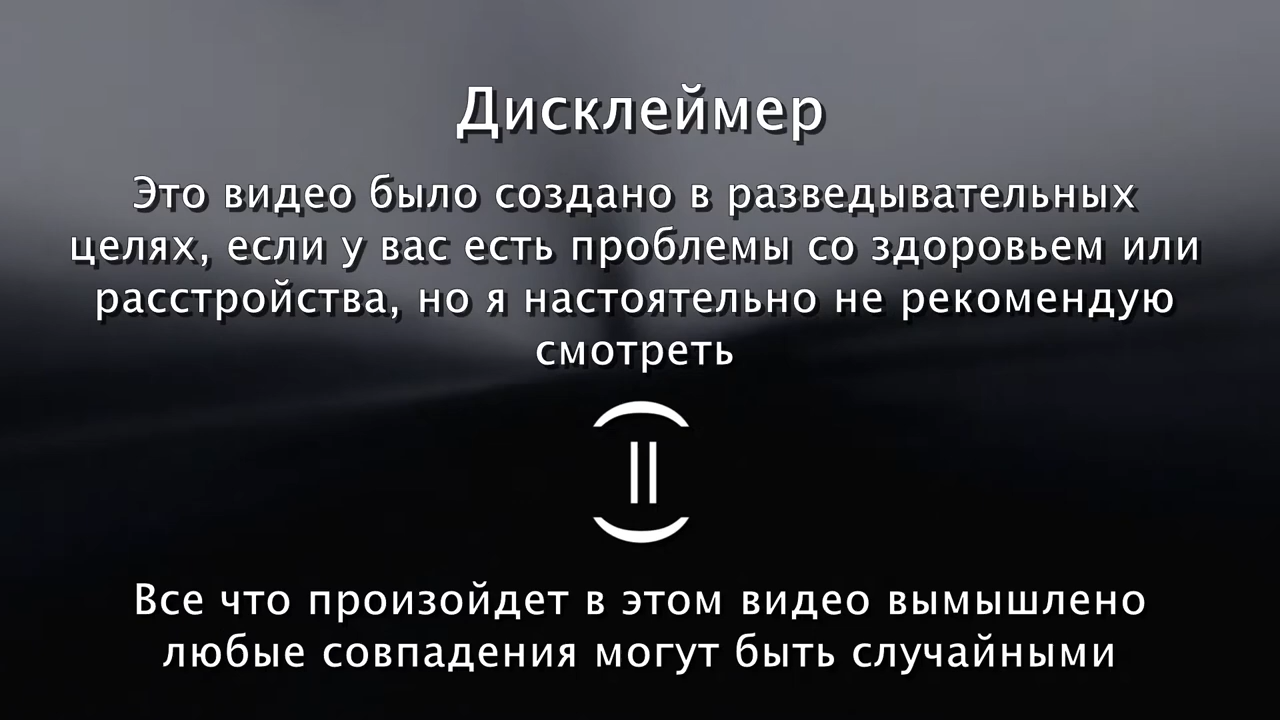 Дисклеймер
Это видео было создано в разведывательных
целях, если у вас есть проблемы со здоровьем или
расстройства, но я настоятельно не рекомендую
смотреть
Все что произойдет в этом видео вымышлено
любые совпадения могут быть случайными